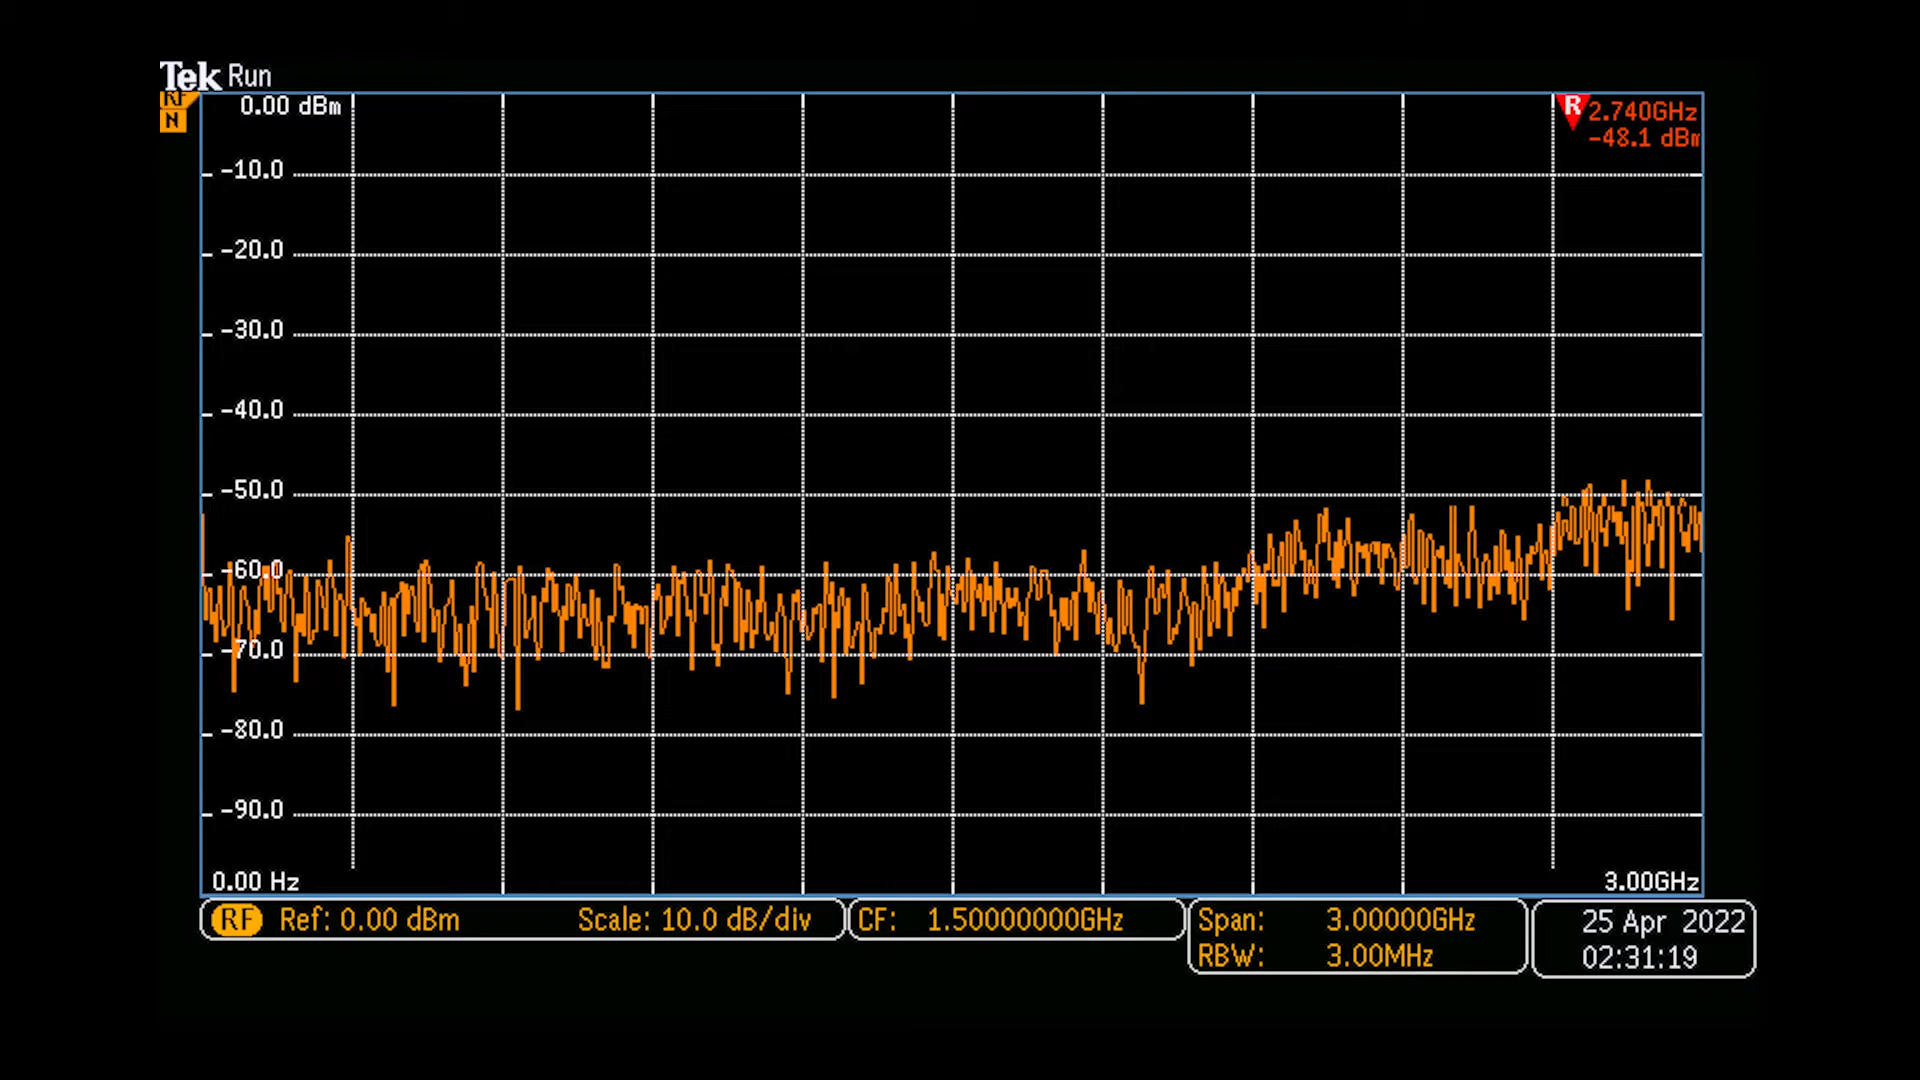 Tek Run
RF
N
0.00 dBm
R 2.740GHz
-48.1 dBm
-10.0
-20.0
-30.0
-40.0
-50.0
-60.0
-70.0
-80.0
-90.0
0.00 Hz
3.00GHz
RF Ref: 0.00 dBm Scale: 10.0 dB/div
CF: 1.50000000GHz
Span: 3.00000GHz
RBW: 3.00MHz
25 Apr 2022
02:31:19